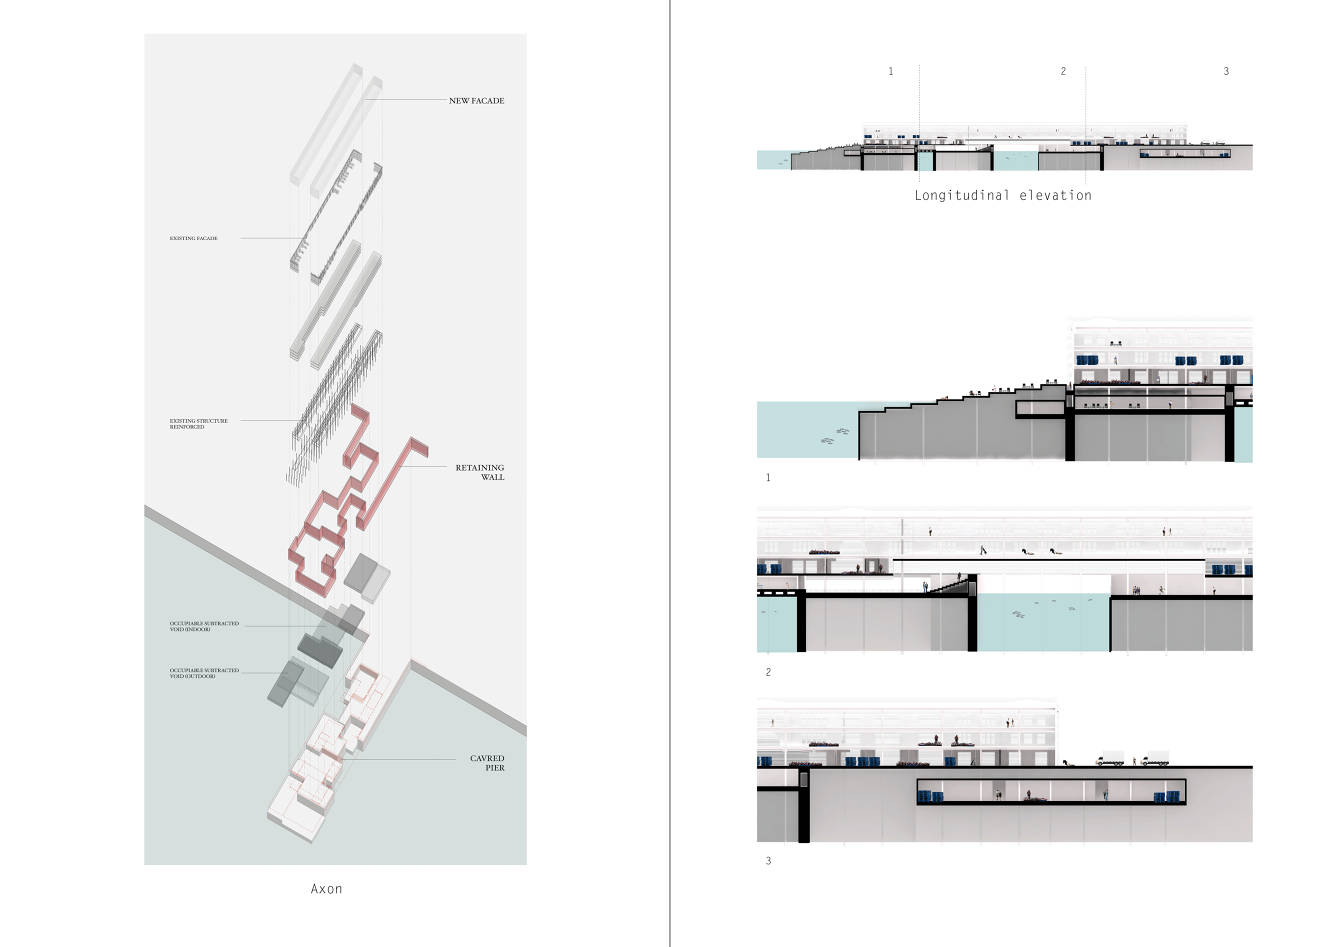 NEW FACADE
EXISTING FACADE
EXISTING STRUCTURE
REINFORCED
RETAINING
WALL
OCCUPIABLE SUBTRACTED
VOID (INDOOR)
OCCUPIABLE SUBTRACTED
VOID (OUTDOOR)
CAVRED
PIER
Axon
1 2 3
Longitudinal elevation
1
2
3